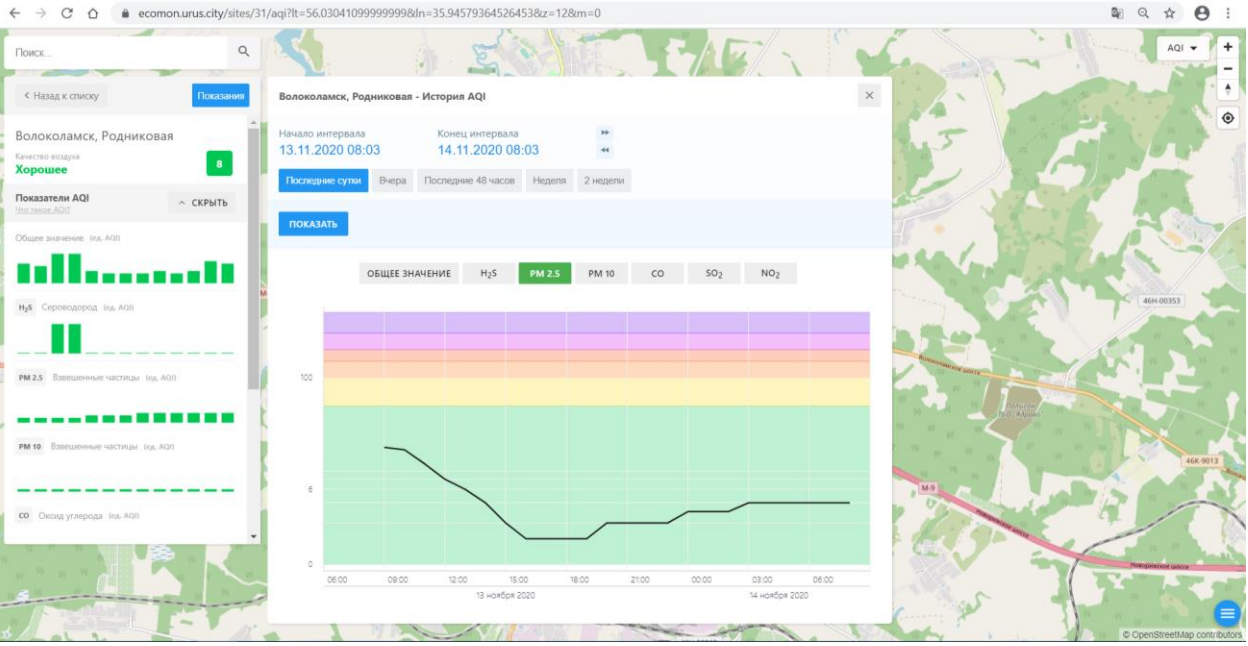 ecomon.urus.city/sites/31/aqi?lt=56.03041099999999&ln=35.94579364526453&z=12&m=0
Поиск...
AQI
Назад к списку
Показания
Волоколамск, Родниковая - История AQI
Волоколамск, Родниковая
Качество воздуха
Хорошее
8
Начало интервала
Конец интервала
13.11.2020 08:03
14.11.2020 08:03
Последние сутки
Вчера
Последние 48 часов
Неделя
2 недели
Показатели AQI
Что такое AQI?
СКРЫТЬ
ПОКАЗАТЬ
Общее значение (ед. AQI)
ОБЩЕЕ ЗНАЧЕНИЕ
H₂S
PM 2.5
PM 10
CO
SO₂
NO₂
H₂S Сероводород (ед. AQI)
PM 2.5 Взвешенные частицы (ед. AQI)
PM 10 Взвешенные частицы (ед. AQI)
CO Оксид углерода (ед. AQI)
100
6
0
06:00
09:00
12:00
15:00
18:00
21:00
00:00
03:00
06:00
13 ноября 2020
14 ноября 2020
46Н-00353
Волоколамское шоссе
46К-9013
М-9
Новорижское шоссе
© OpenStreetMap contributors